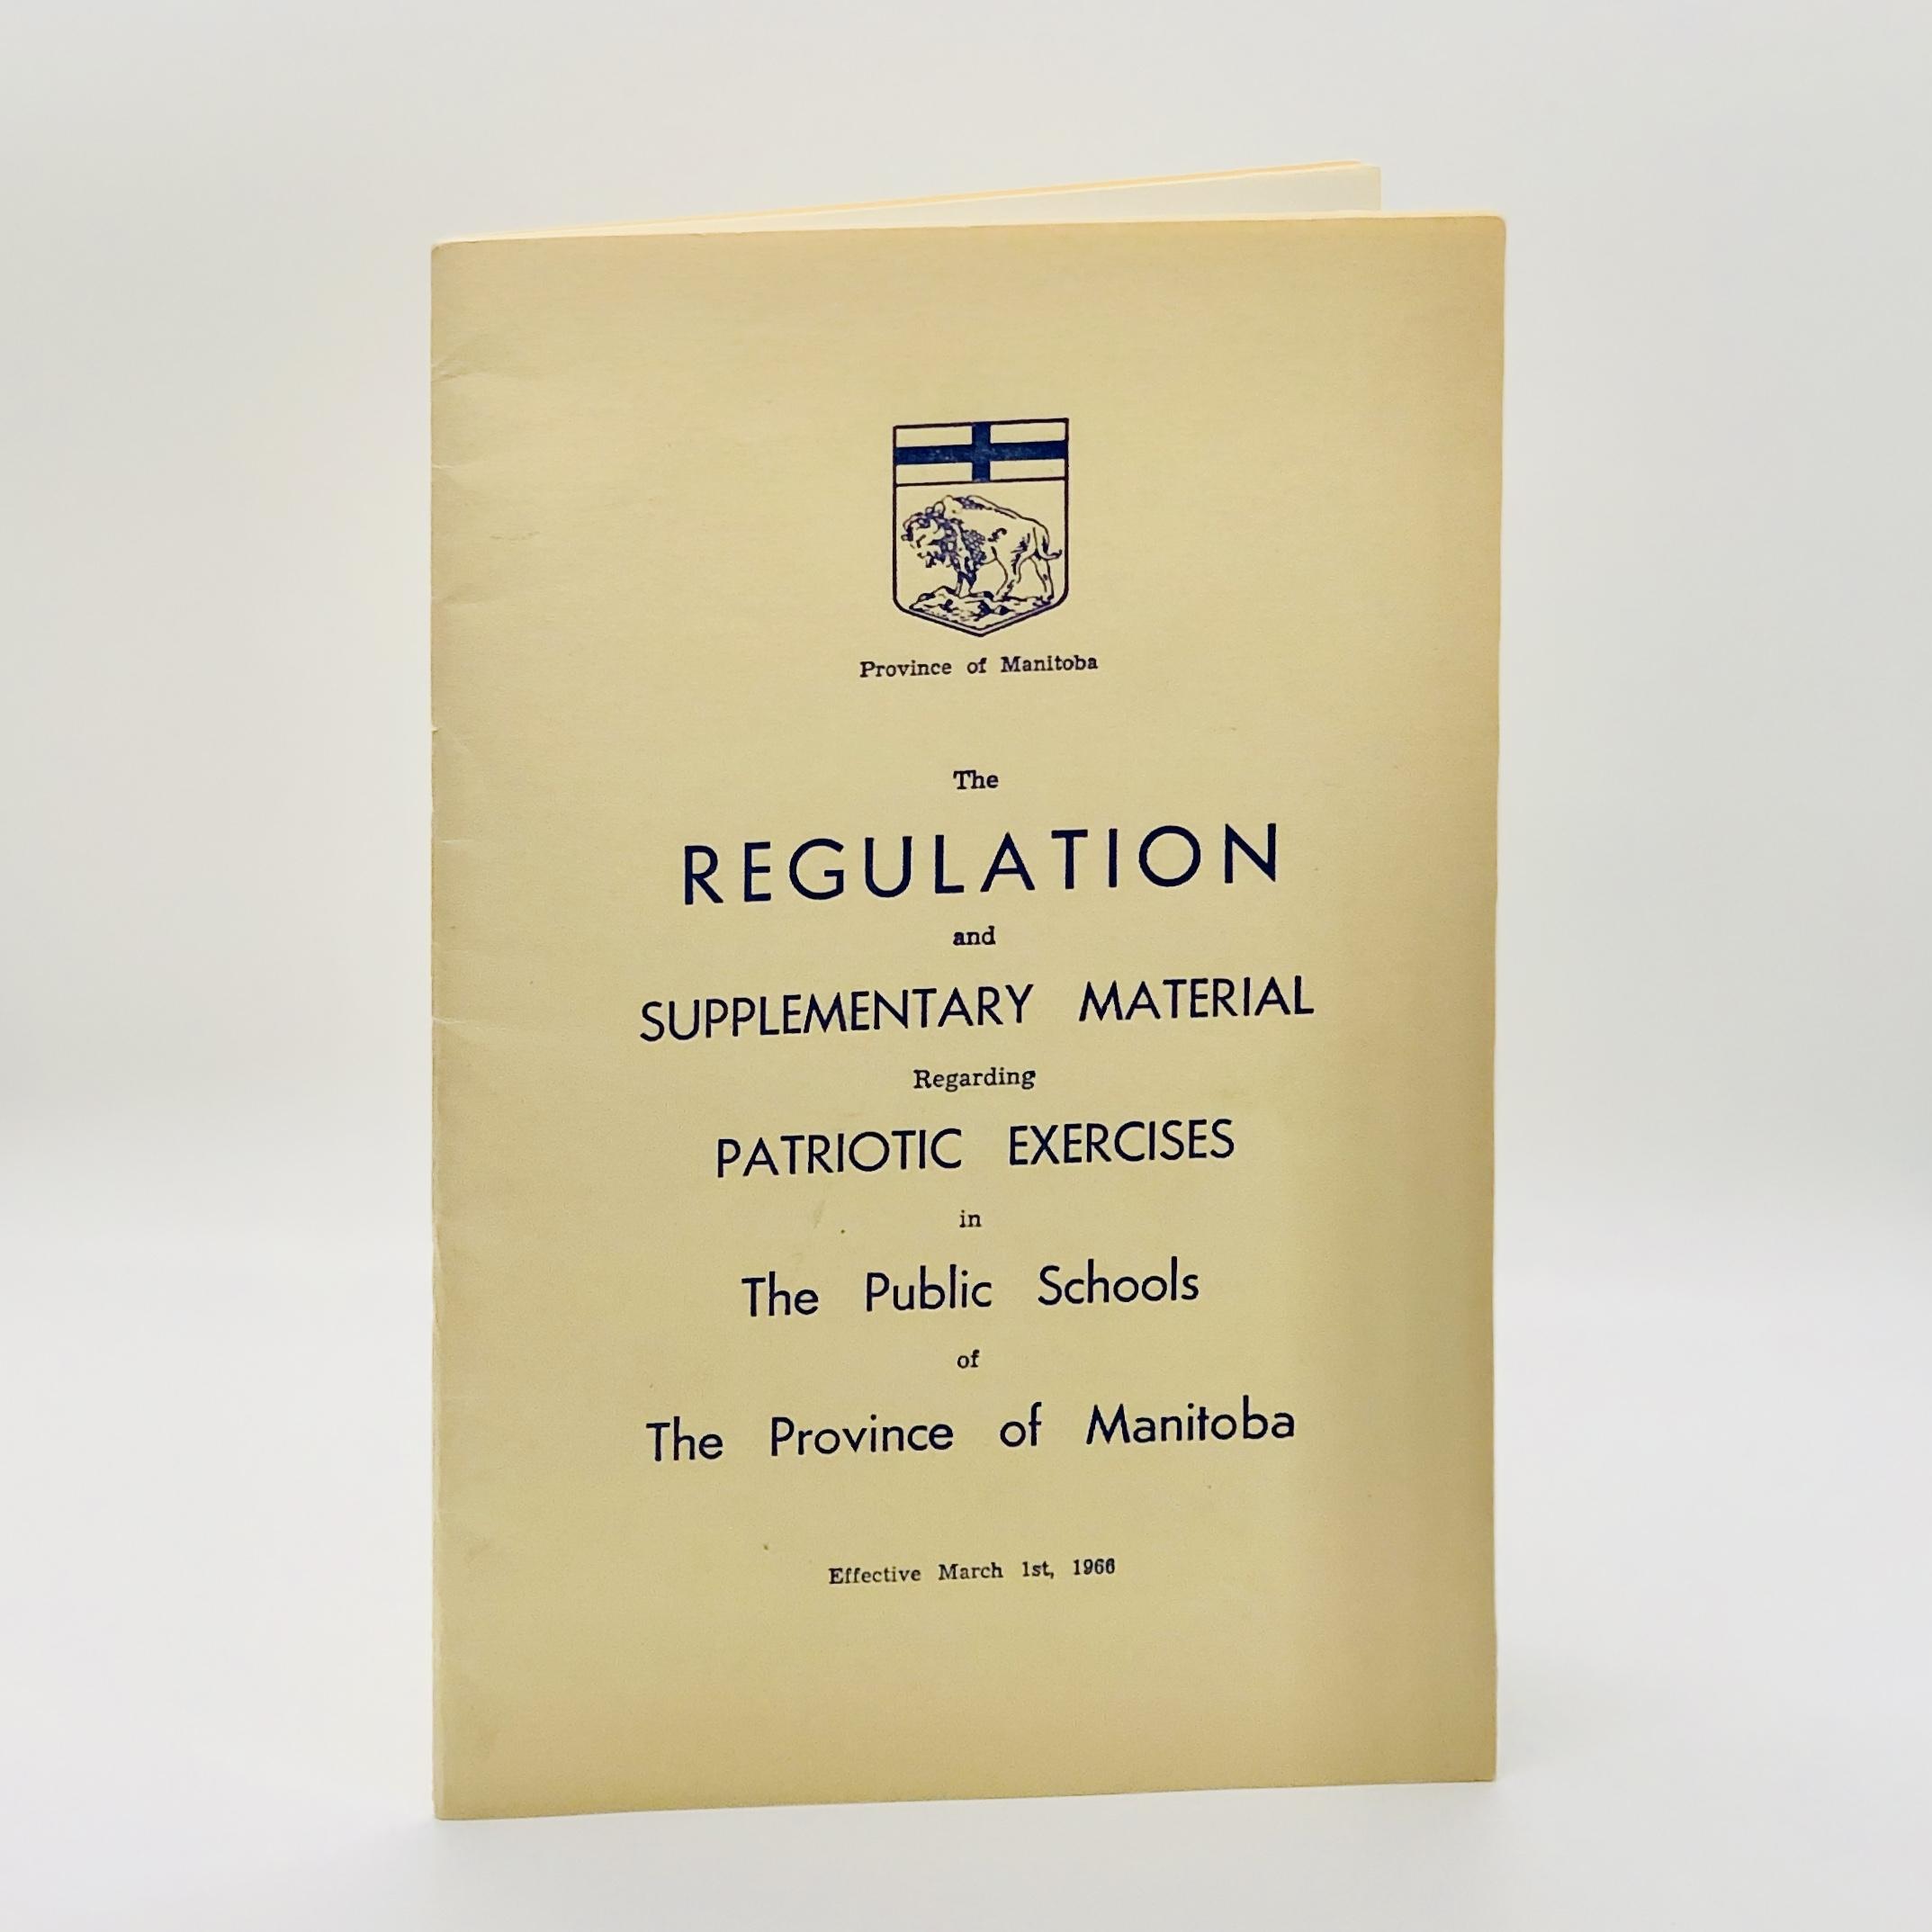 Province of Manitoba
The
REGULATION
and
SUPPLEMENTARY MATERIAL
Regarding
PATRIOTIC EXERCISES
in
The Public Schools
of
The Province of Manitoba
Effective March 1st, 1966